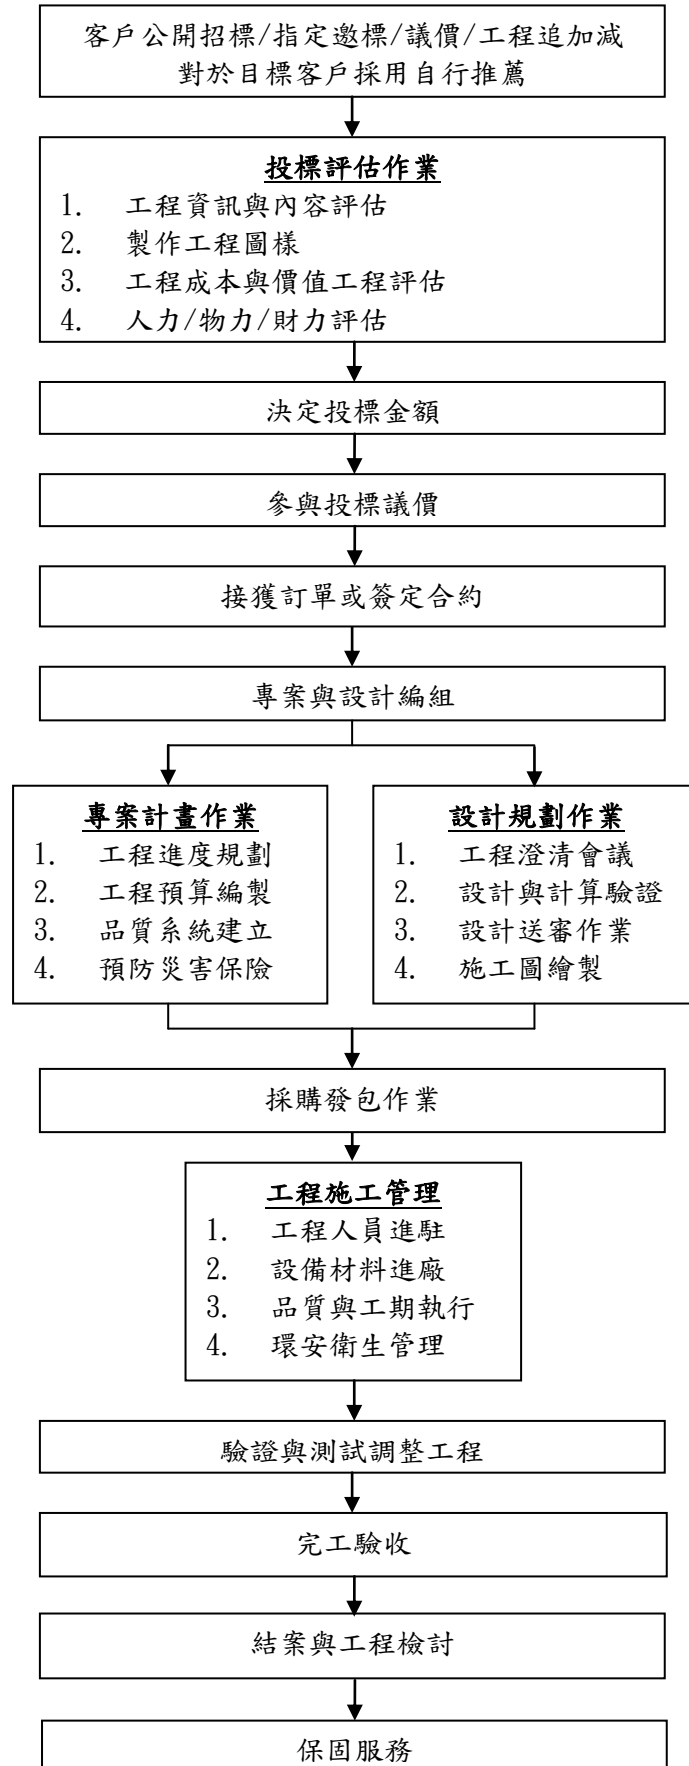 客戶公開招標/指定邀標/議價/工程追加減
對於目標客戶採用自行推薦
投標評估作業
1. 工程資訊與內容評估
2. 製作工程圖樣
3. 工程成本與價值工程評估
4. 人力/物力/財力評估
決定投標金額
參與投標議價
接獲訂單或簽定合約
專案與設計編組
專案計畫作業
1. 工程進度規劃
2. 工程預算編製
3. 品質系統建立
4. 預防災害保險
設計規劃作業
1. 工程澄清會議
2. 設計與計算驗證
3. 設計送審作業
4. 施工圖繪製
採購發包作業
工程施工管理
1. 工程人員進駐
2. 設備材料進廠
3. 品質與工期執行
4. 環安衛生管理
驗證與測試調整工程
完工驗收
結案與工程檢討
保固服務